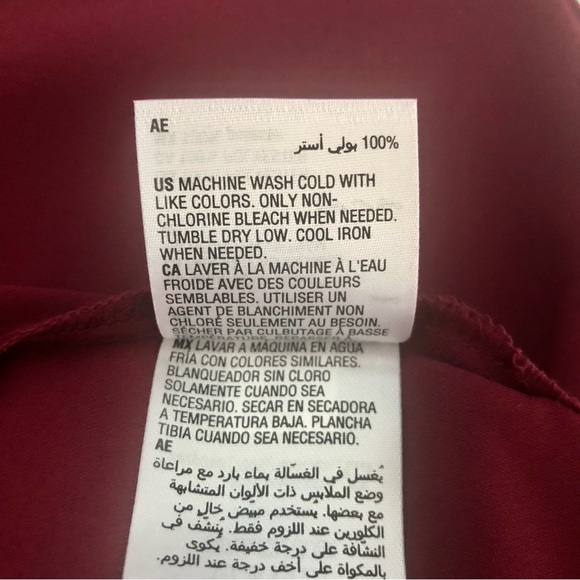 AE
100% بولي أستر
US MACHINE WASH COLD WITH
LIKE COLORS. ONLY NON-
CHLORINE BLEACH WHEN NEEDED.
TUMBLE DRY LOW. COOL IRON
WHEN NEEDED.
CA LAVER À LA MACHINE À L'EAU
FROIDE AVEC DES COULEURS
SEMBLABLES. UTILISER UN
AGENT DE BLANCHIMENT NON
CHLORÉ SEULEMENT AU BESOIN.
SÉCHER PAR CULBUTAGE À BASSE
MX LAVAR A MÁQUINA EN AGUA
FRÍA CON COLORES SIMILARES.
BLANQUEADOR SIN CLORO
SOLAMENTE CUANDO SEA
NECESARIO. SECAR EN SECADORA
A TEMPERATURA BAJA. PLANCHA
TIBIA CUANDO SEA NECESARIO.
AE
يُغسل في الغسّالة بماء بارد مع مراعاة
وضع الملابس ذات الألوان المتشابهة
مع بعضها. يستخدم مبيض خال من
الكلورين عند اللزوم فقط. يُنشف في
النشافة على درجة خفيفة. يكوى
بالمكواة على أخف درجة عند اللزوم.